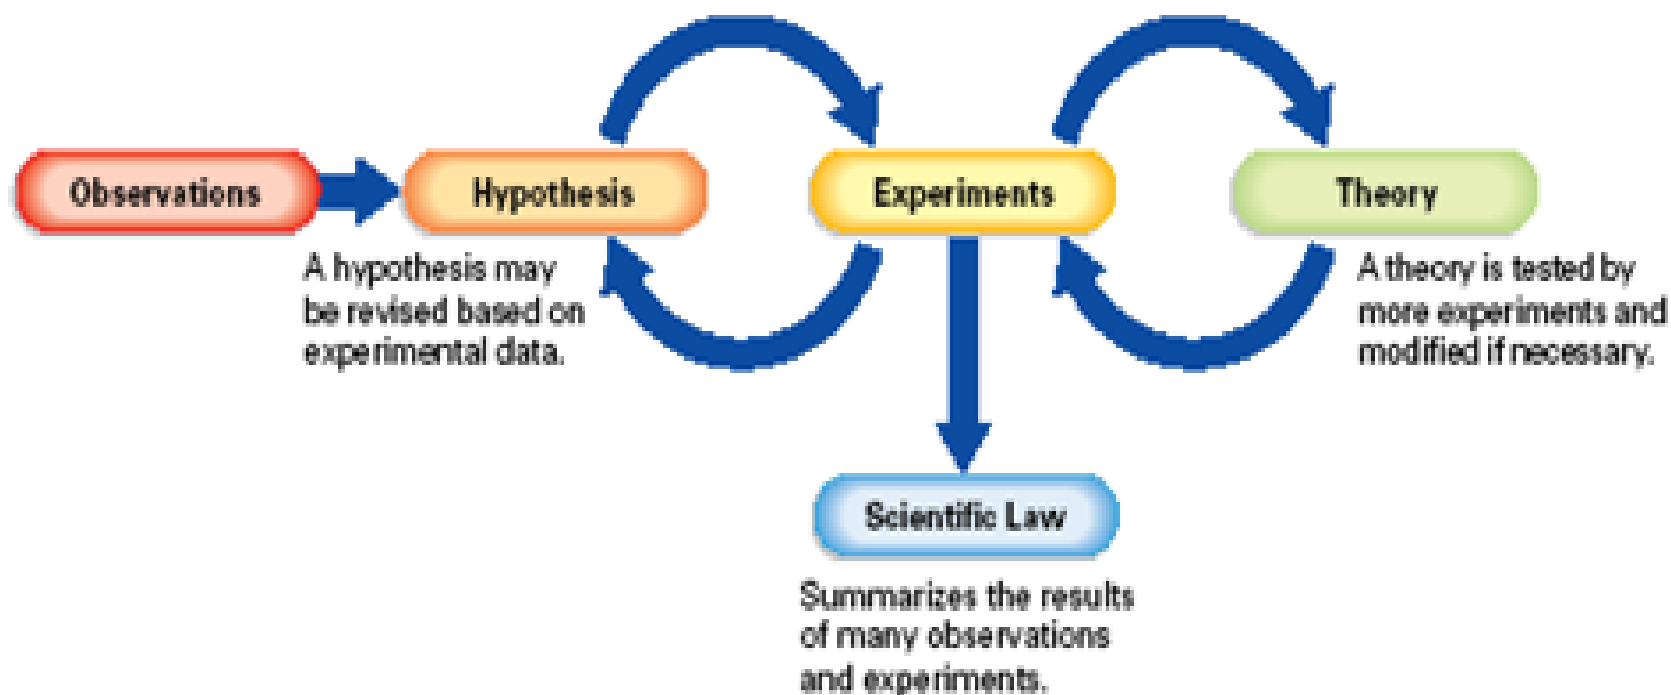 Observations
Hypothesis
Experiments
Theory
A hypothesis may
be revised based on
experimental data.
A theory is tested by
more experiments and
modified if necessary.
Scientific Law
Summarizes the results
of many observations
and experiments.